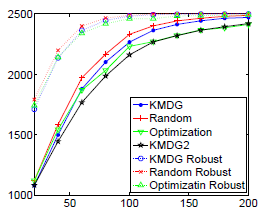 2500
2000
1500
1000
KMDG
Random
Optimization
KMDG2
KMDG Robust
Random Robust
Optimizatin Robust
50 100 150 200